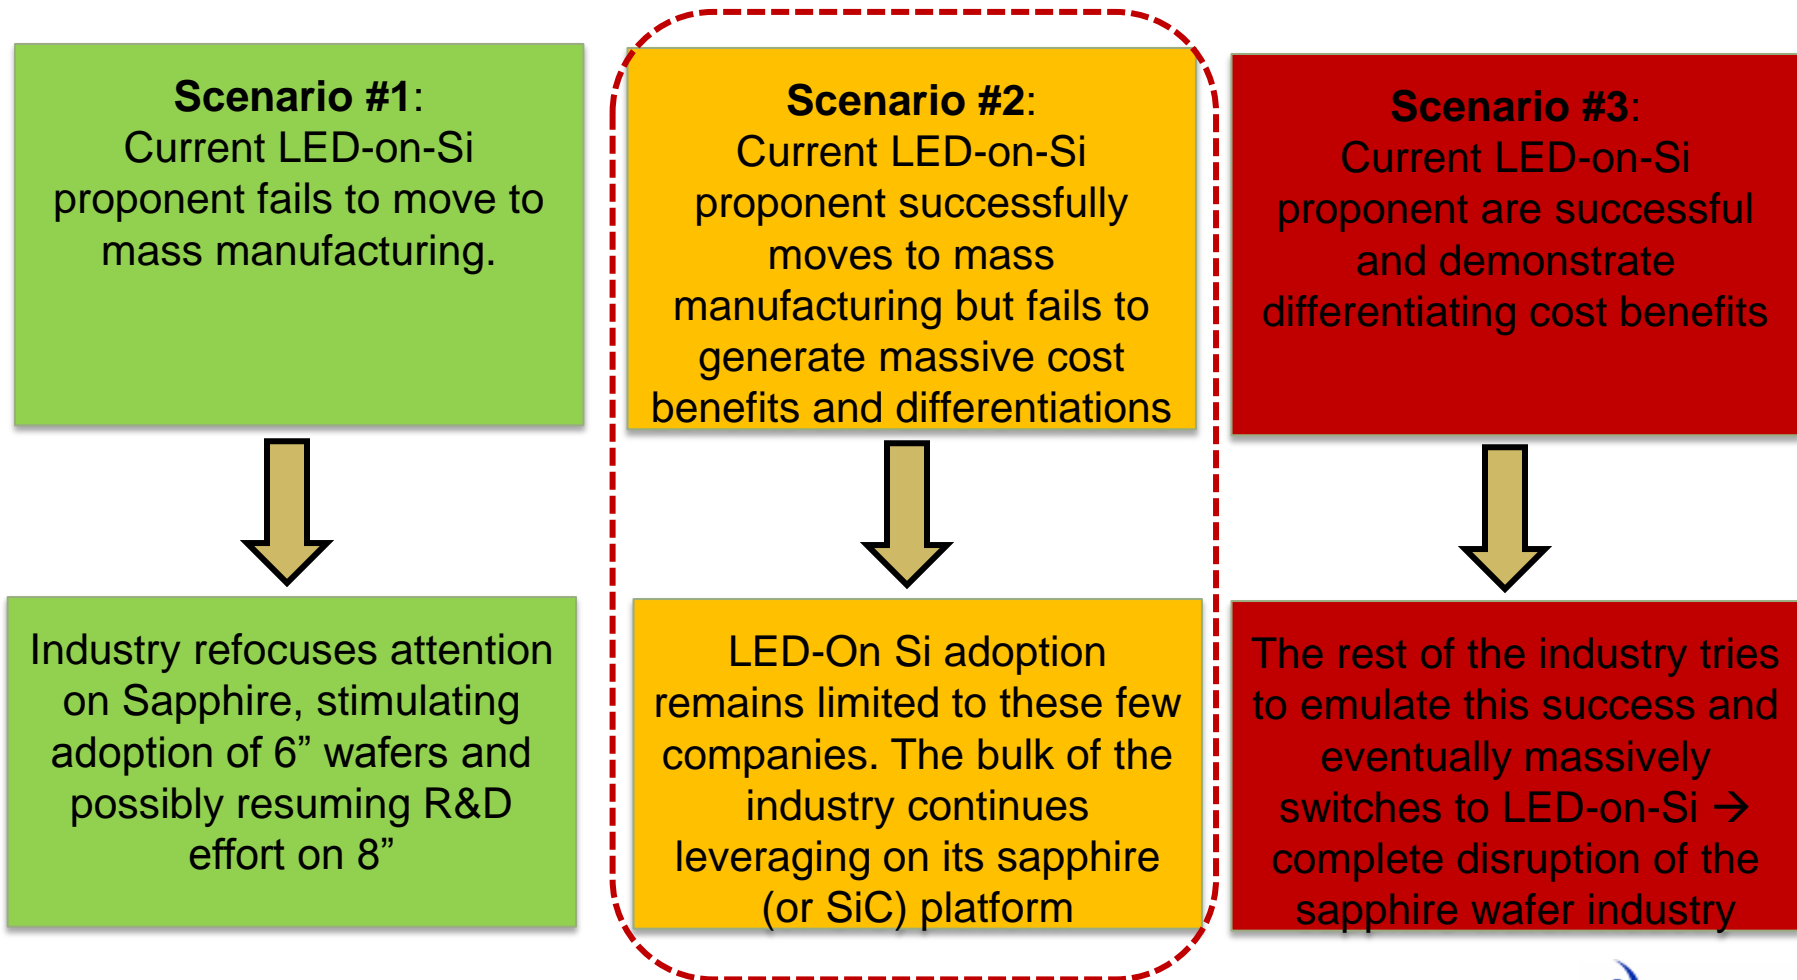 Scenario #1:
Current LED-on-Si
proponent fails to move to
mass manufacturing.
Scenario #2:
Current LED-on-Si
proponent successfully
moves to mass
manufacturing but fails to
generate massive cost
benefits and differentiations
Scenario #3:
Current LED-on-Si
proponent are successful
and demonstrate
differentiating cost benefits
Industry refocuses attention
on Sapphire, stimulating
adoption of 6” wafers and
possibly resuming R&D
effort on 8”
LED-On Si adoption
remains limited to these few
companies. The bulk of the
industry continues
leveraging on its sapphire
(or SiC) platform
The rest of the industry tries
to emulate this success and
eventually massively
switches to LED-on-Si →
complete disruption of the
sapphire wafer industry